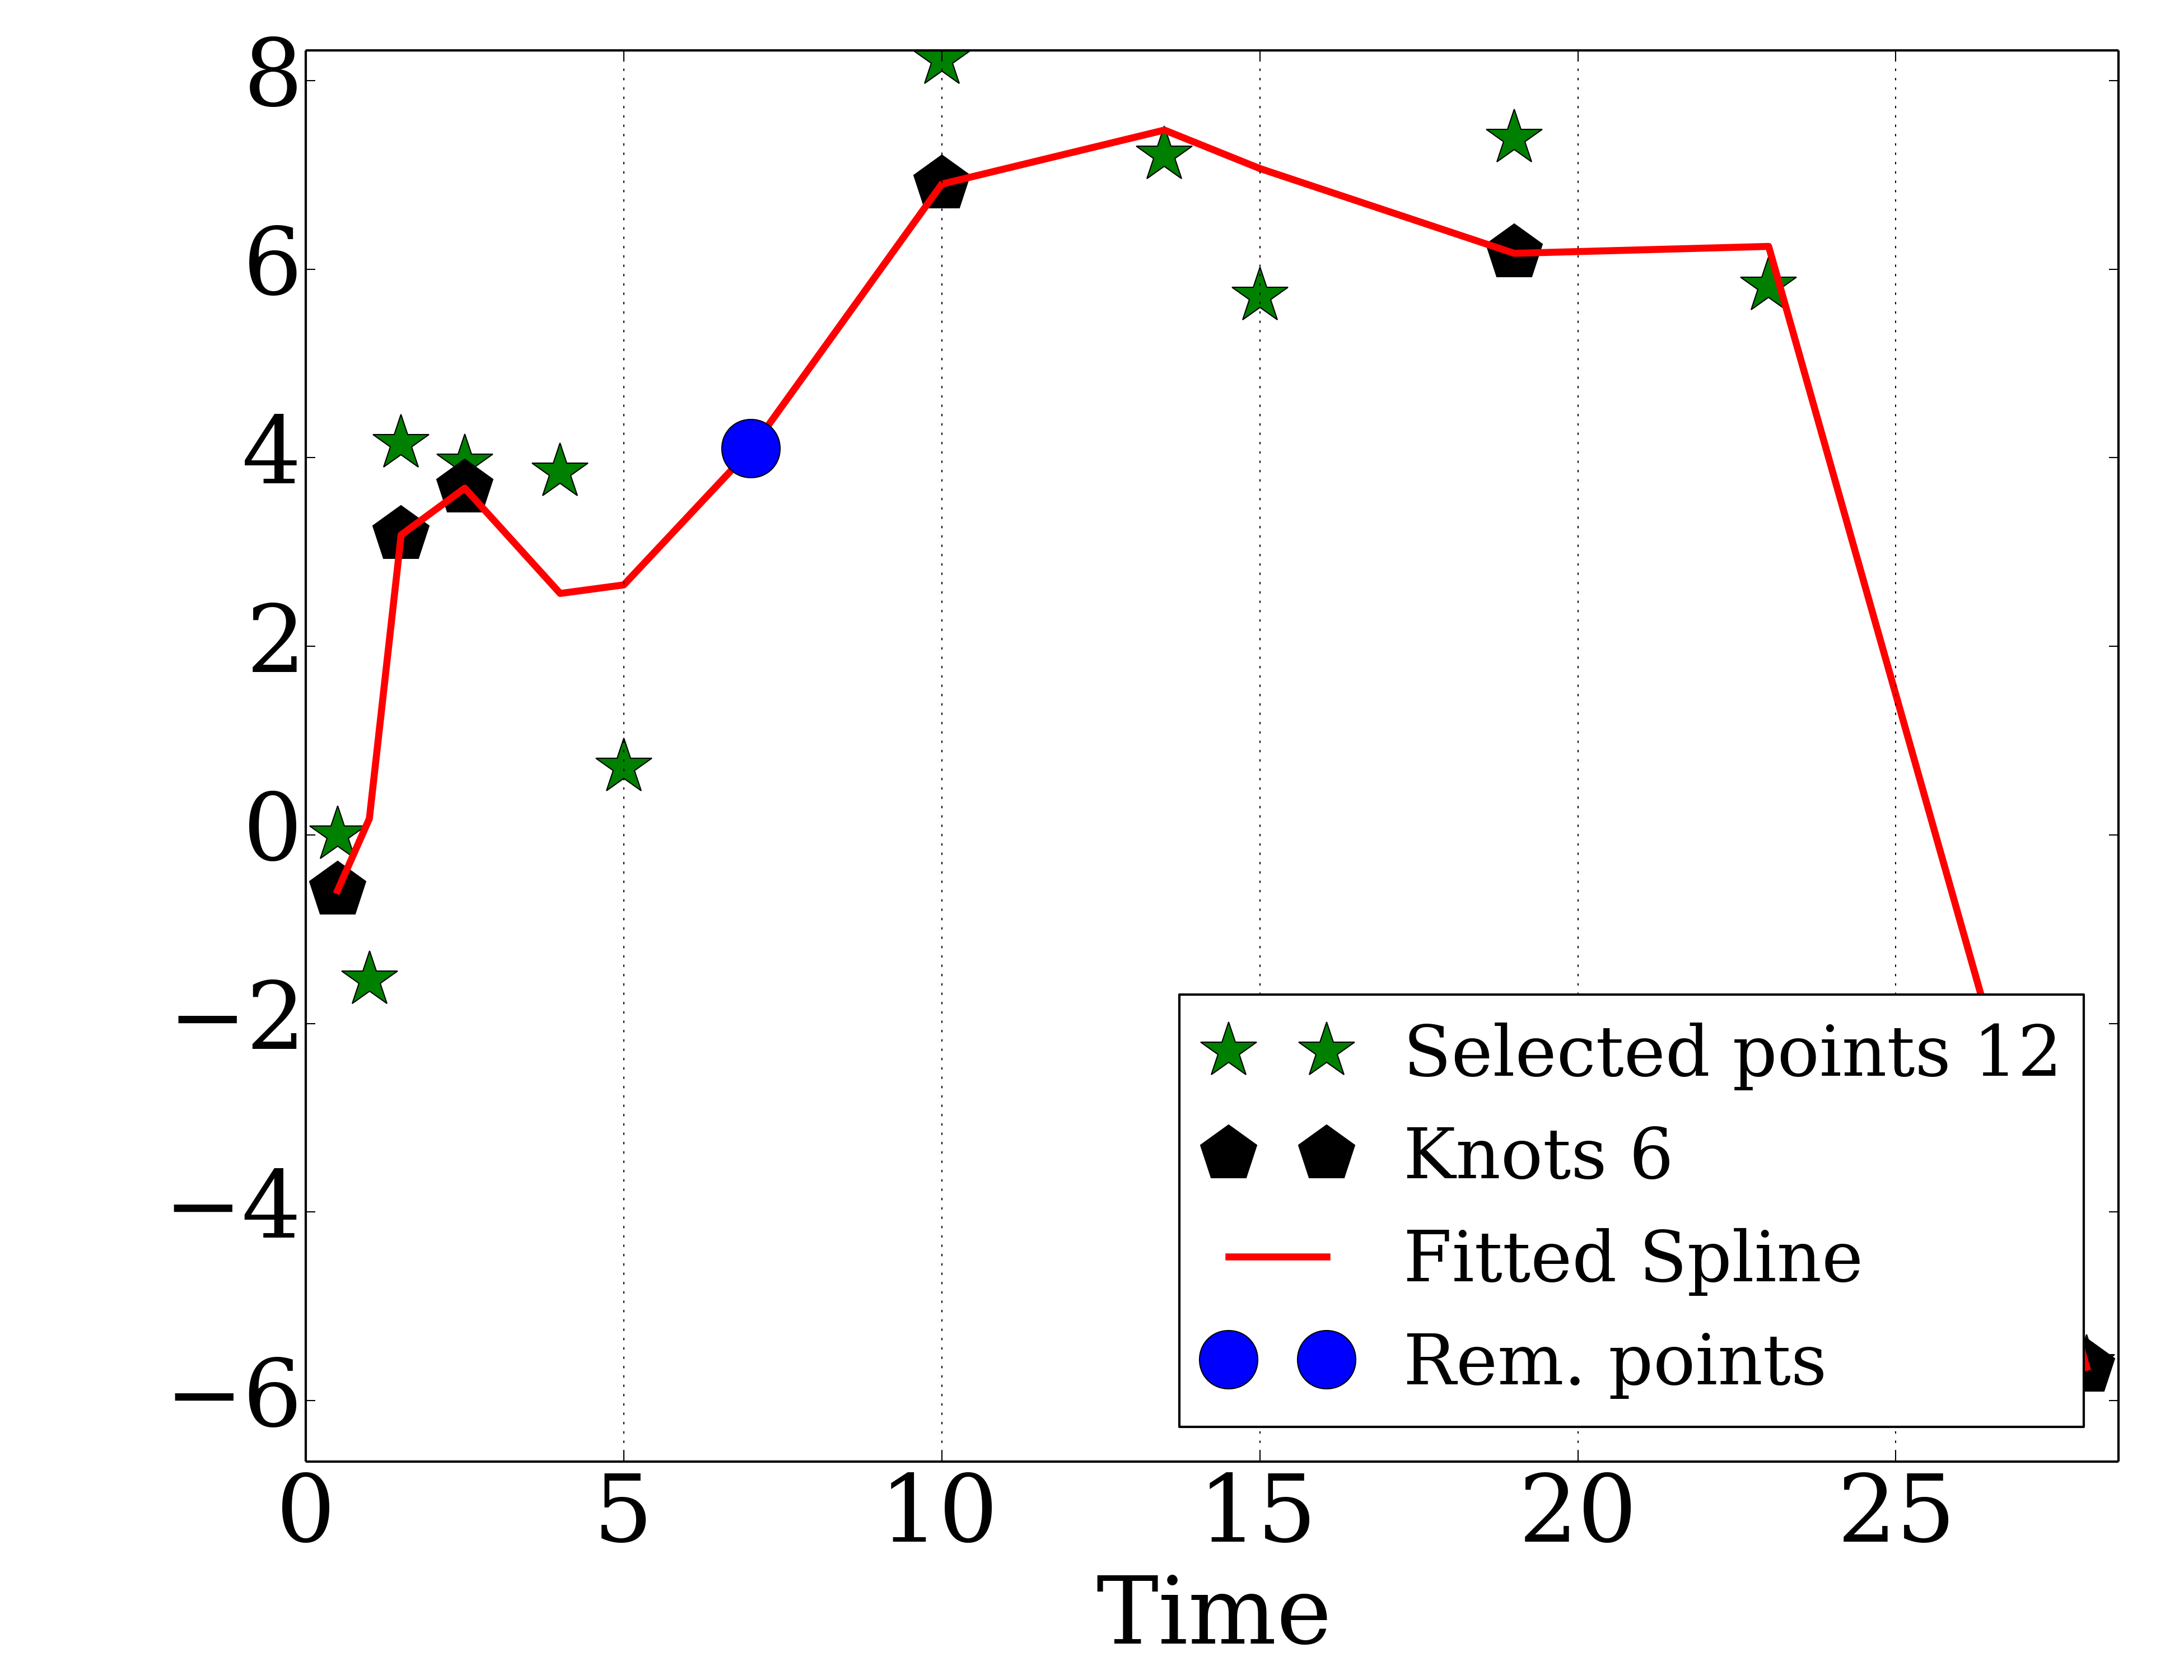 8
6
4
2
0
−2
−4
−6
Selected points 12
Knots 6
Fitted Spline
Rem. points
0 5 10 15 20 25
Time